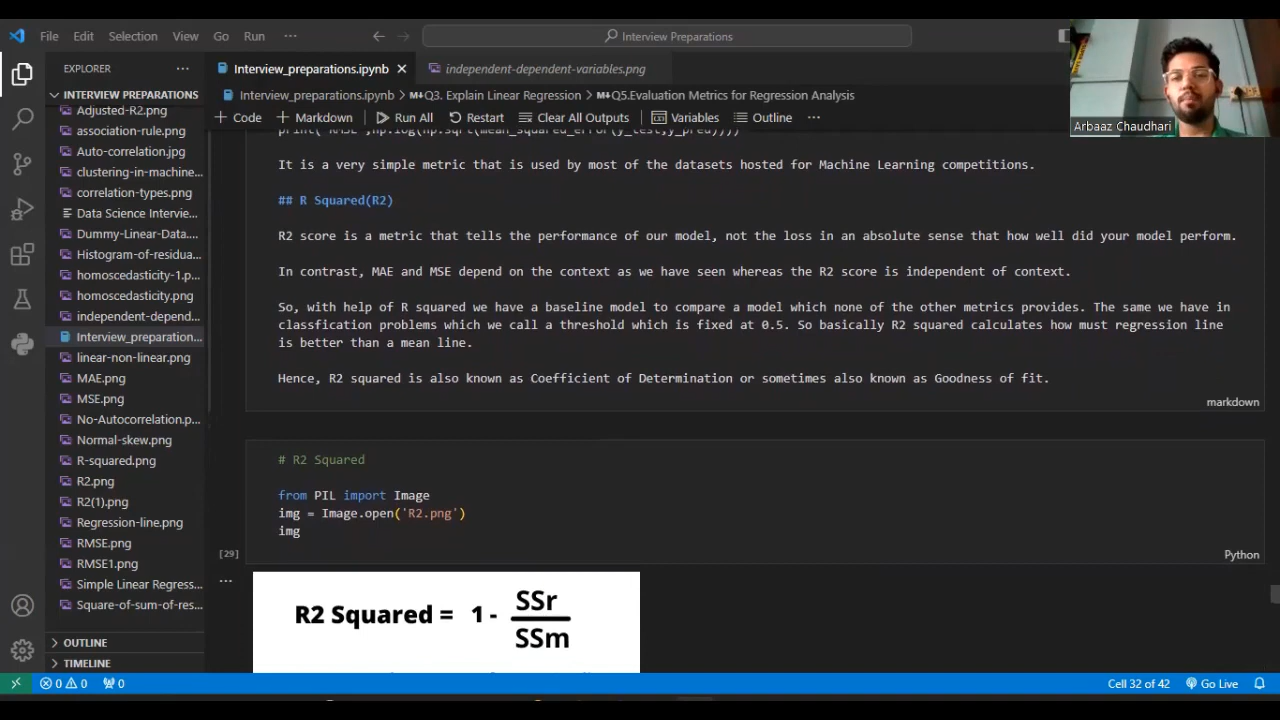 File Edit Selection View Go Run ··· Interview Preparations
EXPLORER ···
Interview_preparations.ipynb independent-dependent-variables.png
INTERVIEW PREPARATIONS
Interview_preparations.ipynb > Q3. Explain Linear Regression > Q5.Evaluation Metrics for Regression Analysis
+ Code + Markdown Run All Restart Clear All Outputs Variables Outline ···
Arbaaz Chaudhari
Adjusted-R2.png
association-rule.png
Auto-correlation.jpg
clustering-in-machine...
correlation-types.png
Data Science Intervie...
Dummy-Linear-Data....
Histogram-of-residua...
homoscedasticity-1.p...
homoscedasticity.png
independent-depend...
Interview_preparation...
linear-non-linear.png
MAE.png
MSE.png
No-Autocorrelation.p...
Normal-skew.png
R-squared.png
R2.png
R2(1).png
Regression-line.png
RMSE.png
RMSE1.png
Simple Linear Regress...
Square-of-sum-of-res...
OUTLINE
TIMELINE
print("RMSE",np.log(np.sqrt(mean_squared_error(y_test,y_pred))))
It is a very simple metric that is used by most of the datasets hosted for Machine Learning competitions.
## R Squared(R2)
R2 score is a metric that tells the performance of our model, not the loss in an absolute sense that how well did your model perform.
In contrast, MAE and MSE depend on the context as we have seen whereas the R2 score is independent of context.
So, with help of R squared we have a baseline model to compare a model which none of the other metrics provides. The same we have in
classfication problems which we call a threshold which is fixed at 0.5. So basically R2 squared calculates how must regression line
is better than a mean line.
Hence, R2 squared is also known as Coefficient of Determination or sometimes also known as Goodness of fit.
markdown
# R2 Squared
from PIL import Image
img = Image.open('R2.png')
img
[29]
Python
···
R2 Squared = 1 - SSr
SSm
0 0 0
Cell 32 of 42 Go Live